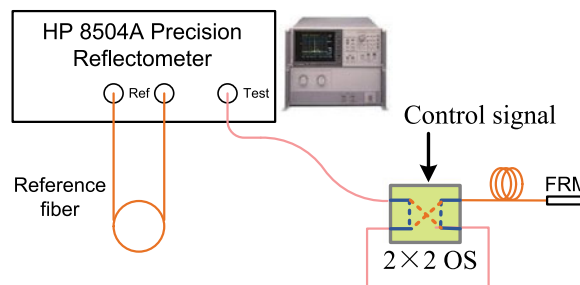 HP 8504A Precision
Reflectometer
Ref
Test
Control signal
Reference
fiber
FRM
2×2 OS